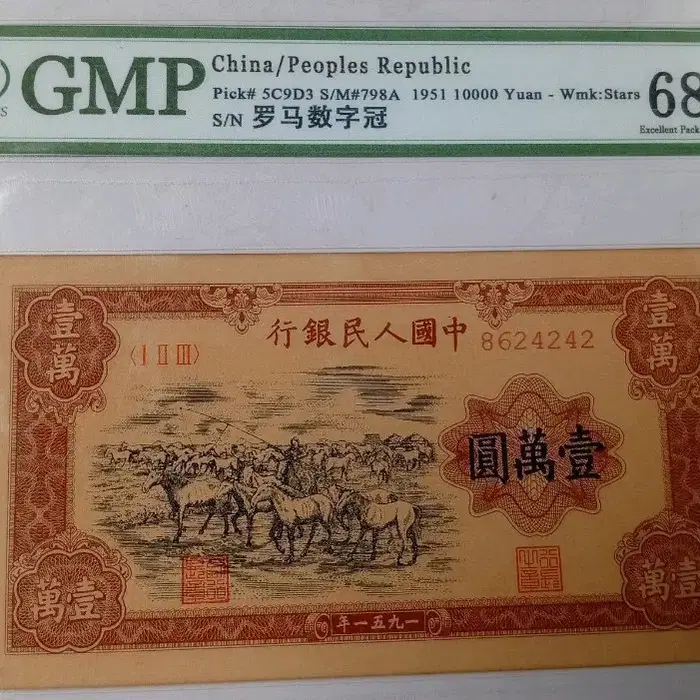 GMP
China/Peoples Republic
Pick# 5C9D3 S/M#798A 1951 10000 Yuan - Wmk:Stars
S/N 罗马数字冠
68
Excellent Pack
S
壹萬
壹萬
行銀民人國中
8624242
〈I II III〉
圓萬壹
萬壹
萬壹
年一五九一